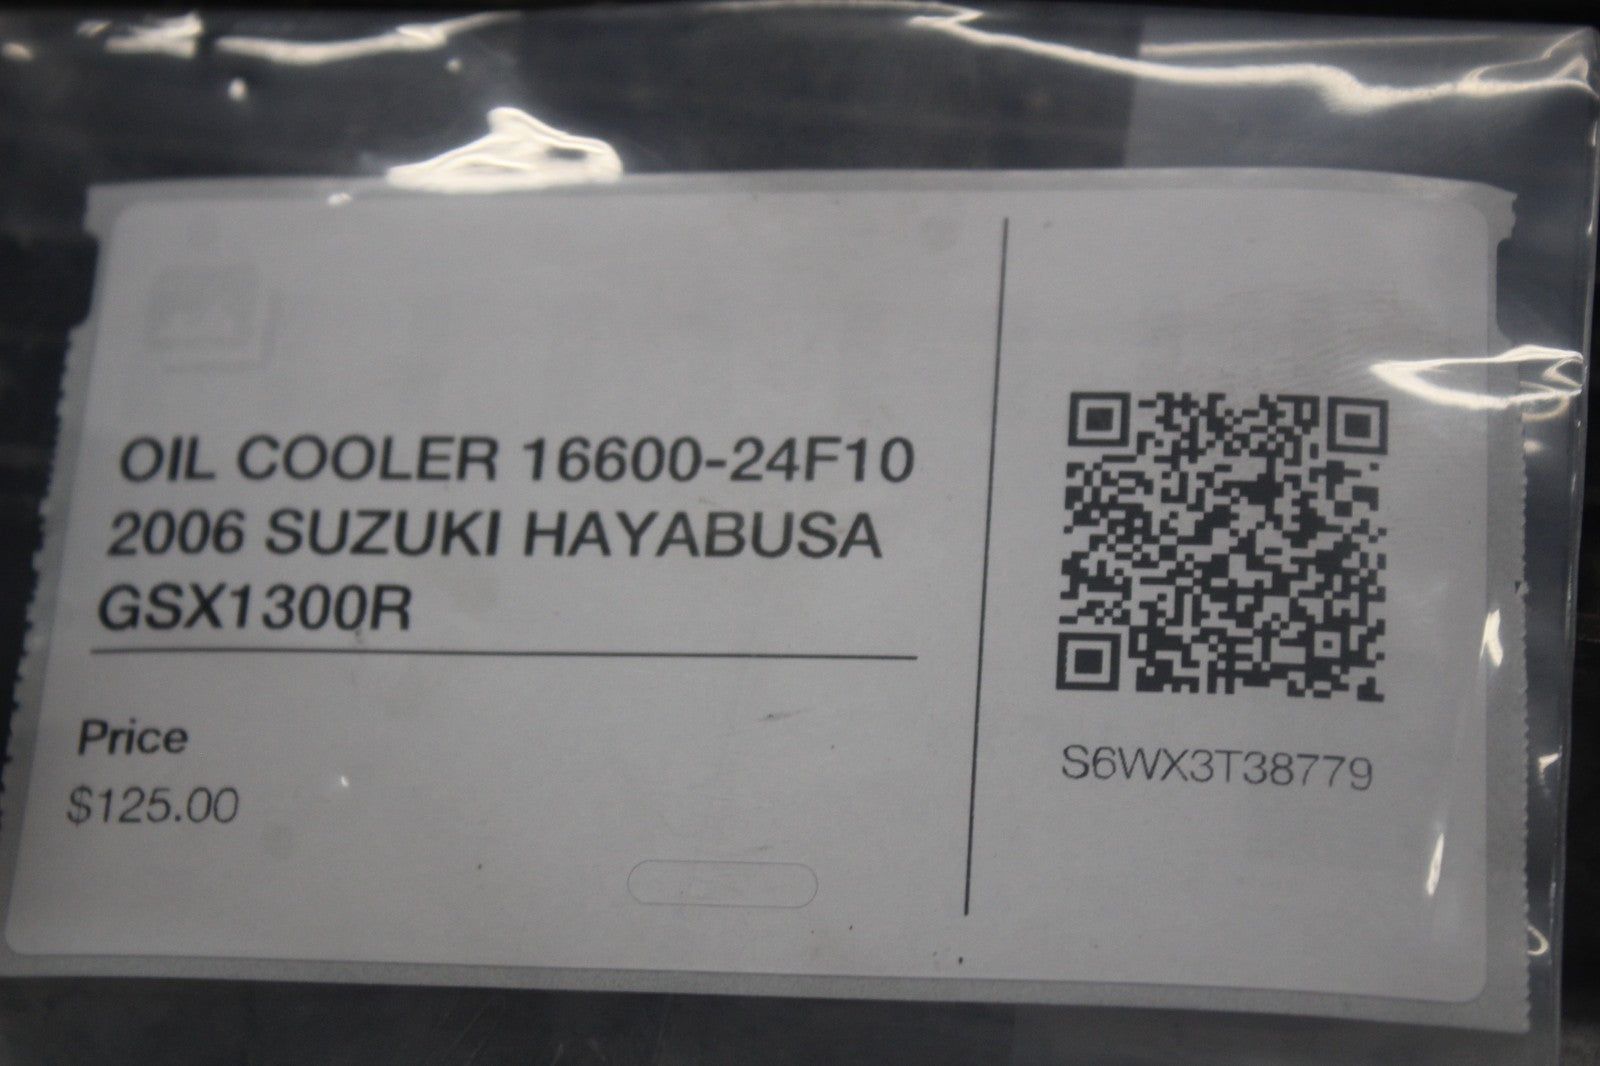 OIL COOLER 16600-24F10
2006 SUZUKI HAYABUSA
GSX1300R
Price
$125.00
S6WX3T38779